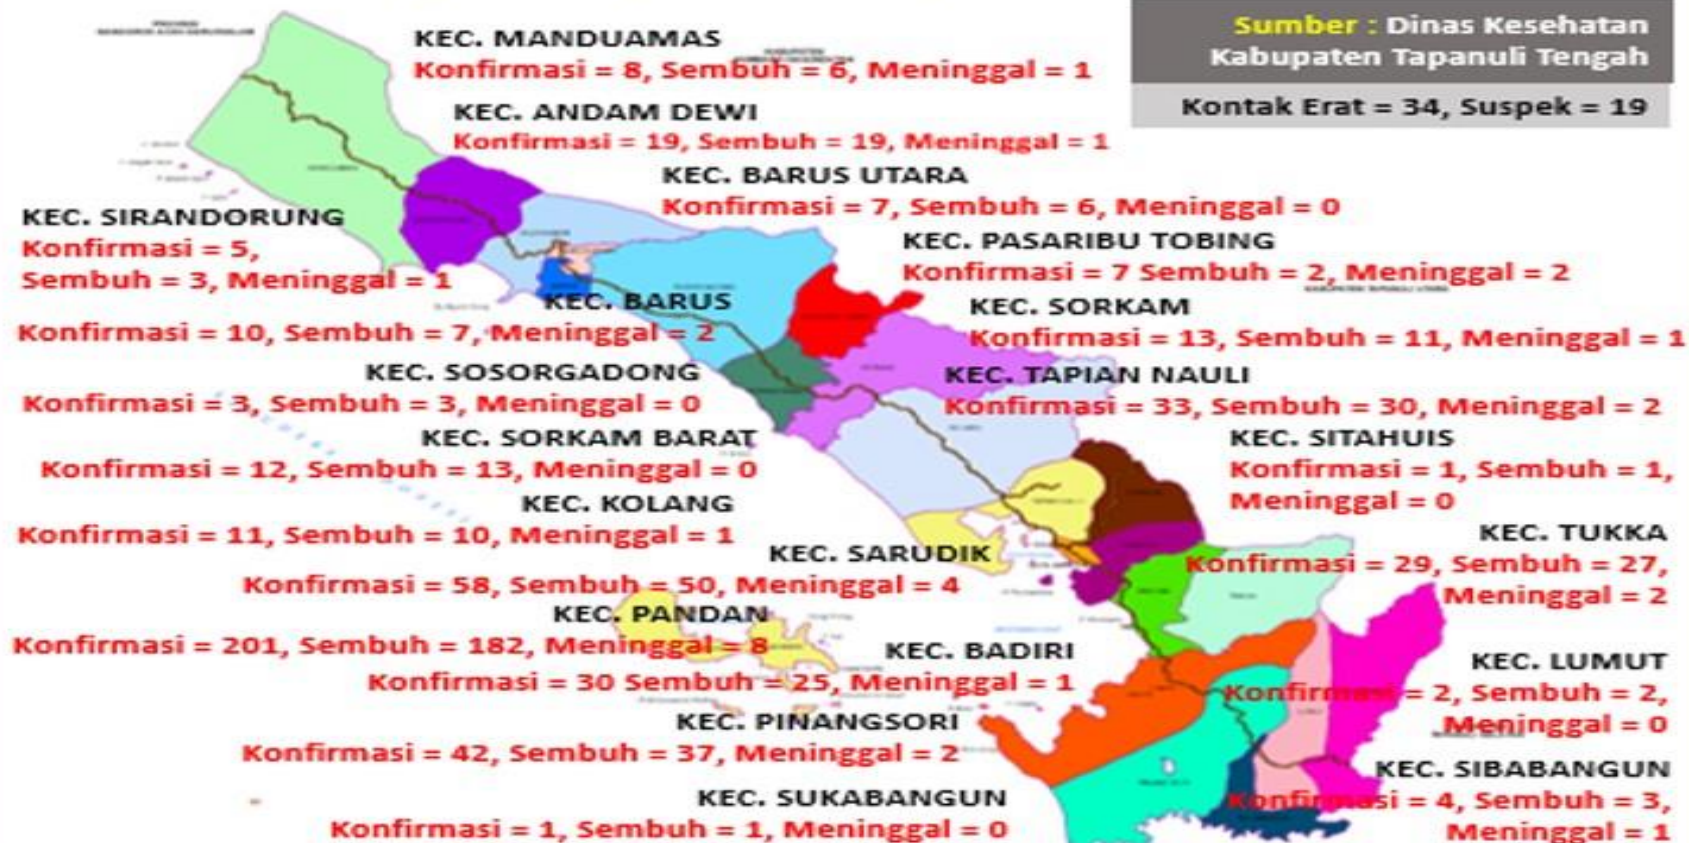 Sumber : Dinas Kesehatan
Kabupaten Tapanuli Tengah
Kontak Erat = 34, Suspek = 19
KEC. MANDUAMAS
Konfirmasi = 8, Sembuh = 6, Meninggal = 1
KEC. ANDAM DEWI
Konfirmasi = 19, Sembuh = 19, Meninggal = 1
KEC. BARUS UTARA
Konfirmasi = 7, Sembuh = 6, Meninggal = 0
KEC. SIRANDORUNG
Konfirmasi = 5,
Sembuh = 3, Meninggal = 1
KEC. PASARIBU TOBING
Konfirmasi = 7 Sembuh = 2, Meninggal = 2
KEC. BARUS
Konfirmasi = 10, Sembuh = 7, Meninggal = 2
KEC. SORKAM
Konfirmasi = 13, Sembuh = 11, Meninggal = 1
KEC. SOSORGADONG
Konfirmasi = 3, Sembuh = 3, Meninggal = 0
KEC. TAPIAN NAULI
Konfirmasi = 33, Sembuh = 30, Meninggal = 2
KEC. SORKAM BARAT
Konfirmasi = 12, Sembuh = 13, Meninggal = 0
KEC. SITAHUIS
Konfirmasi = 1, Sembuh = 1,
Meninggal = 0
KEC. KOLANG
Konfirmasi = 11, Sembuh = 10, Meninggal = 1
KEC. TUKKA
Konfirmasi = 29, Sembuh = 27,
Meninggal = 2
KEC. SARUDIK
Konfirmasi = 58, Sembuh = 50, Meninggal = 4
KEC. PANDAN
Konfirmasi = 201, Sembuh = 182, Meninggal = 8
KEC. BADIRI
Konfirmasi = 30 Sembuh = 25, Meninggal = 1
KEC. LUMUT
Konfirmasi = 2, Sembuh = 2,
Meninggal = 0
KEC. PINANGSORI
Konfirmasi = 42, Sembuh = 37, Meninggal = 2
KEC. SIBABANGUN
Konfirmasi = 4, Sembuh = 3,
Meninggal = 1
KEC. SUKABANGUN
Konfirmasi = 1, Sembuh = 1, Meninggal = 0